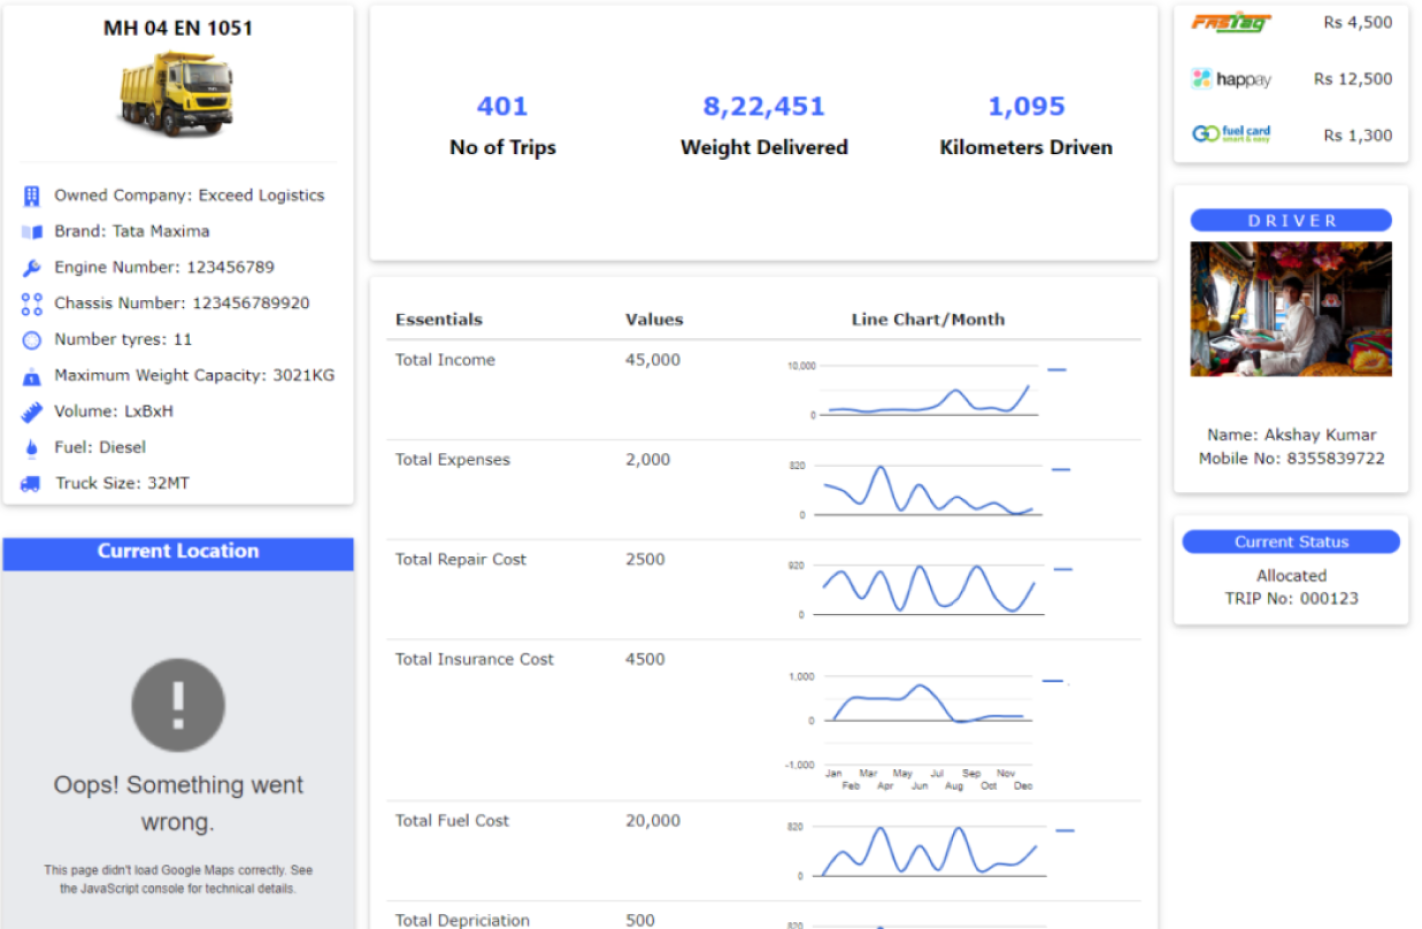 MH 04 EN 1051
Owned Company: Exceed Logistics
Brand: Tata Maxima
Engine Number: 123456789
Chassis Number: 123456789920
Number tyres: 11
Maximum Weight Capacity: 3021KG
Volume: LxBxH
Fuel: Diesel
Truck Size: 32MT
Current Location
Oops! Something went
wrong.
This page didn't load Google Maps correctly. See
the JavaScript console for technical details.
401 8,22,451 1,095
No of Trips Weight Delivered Kilometers Driven
Essentials Values Line Chart/Month
Total Income 45,000
10,000
0
Total Expenses 2,000
820
0
Total Repair Cost 2500
920
0
Total Insurance Cost 4500
1,000
0
-1,000
Jan Mar May Jul Sep Nov
Feb Apr Jun Aug Oct Dec
Total Fuel Cost 20,000
820
0
Total Depriciation 500
820
FASTag Rs 4,500
happay Rs 12,500
GO fuel card
smart & easy
Rs 1,300
DRIVER
Name: Akshay Kumar
Mobile No: 8355839722
Current Status
Allocated
TRIP No: 000123